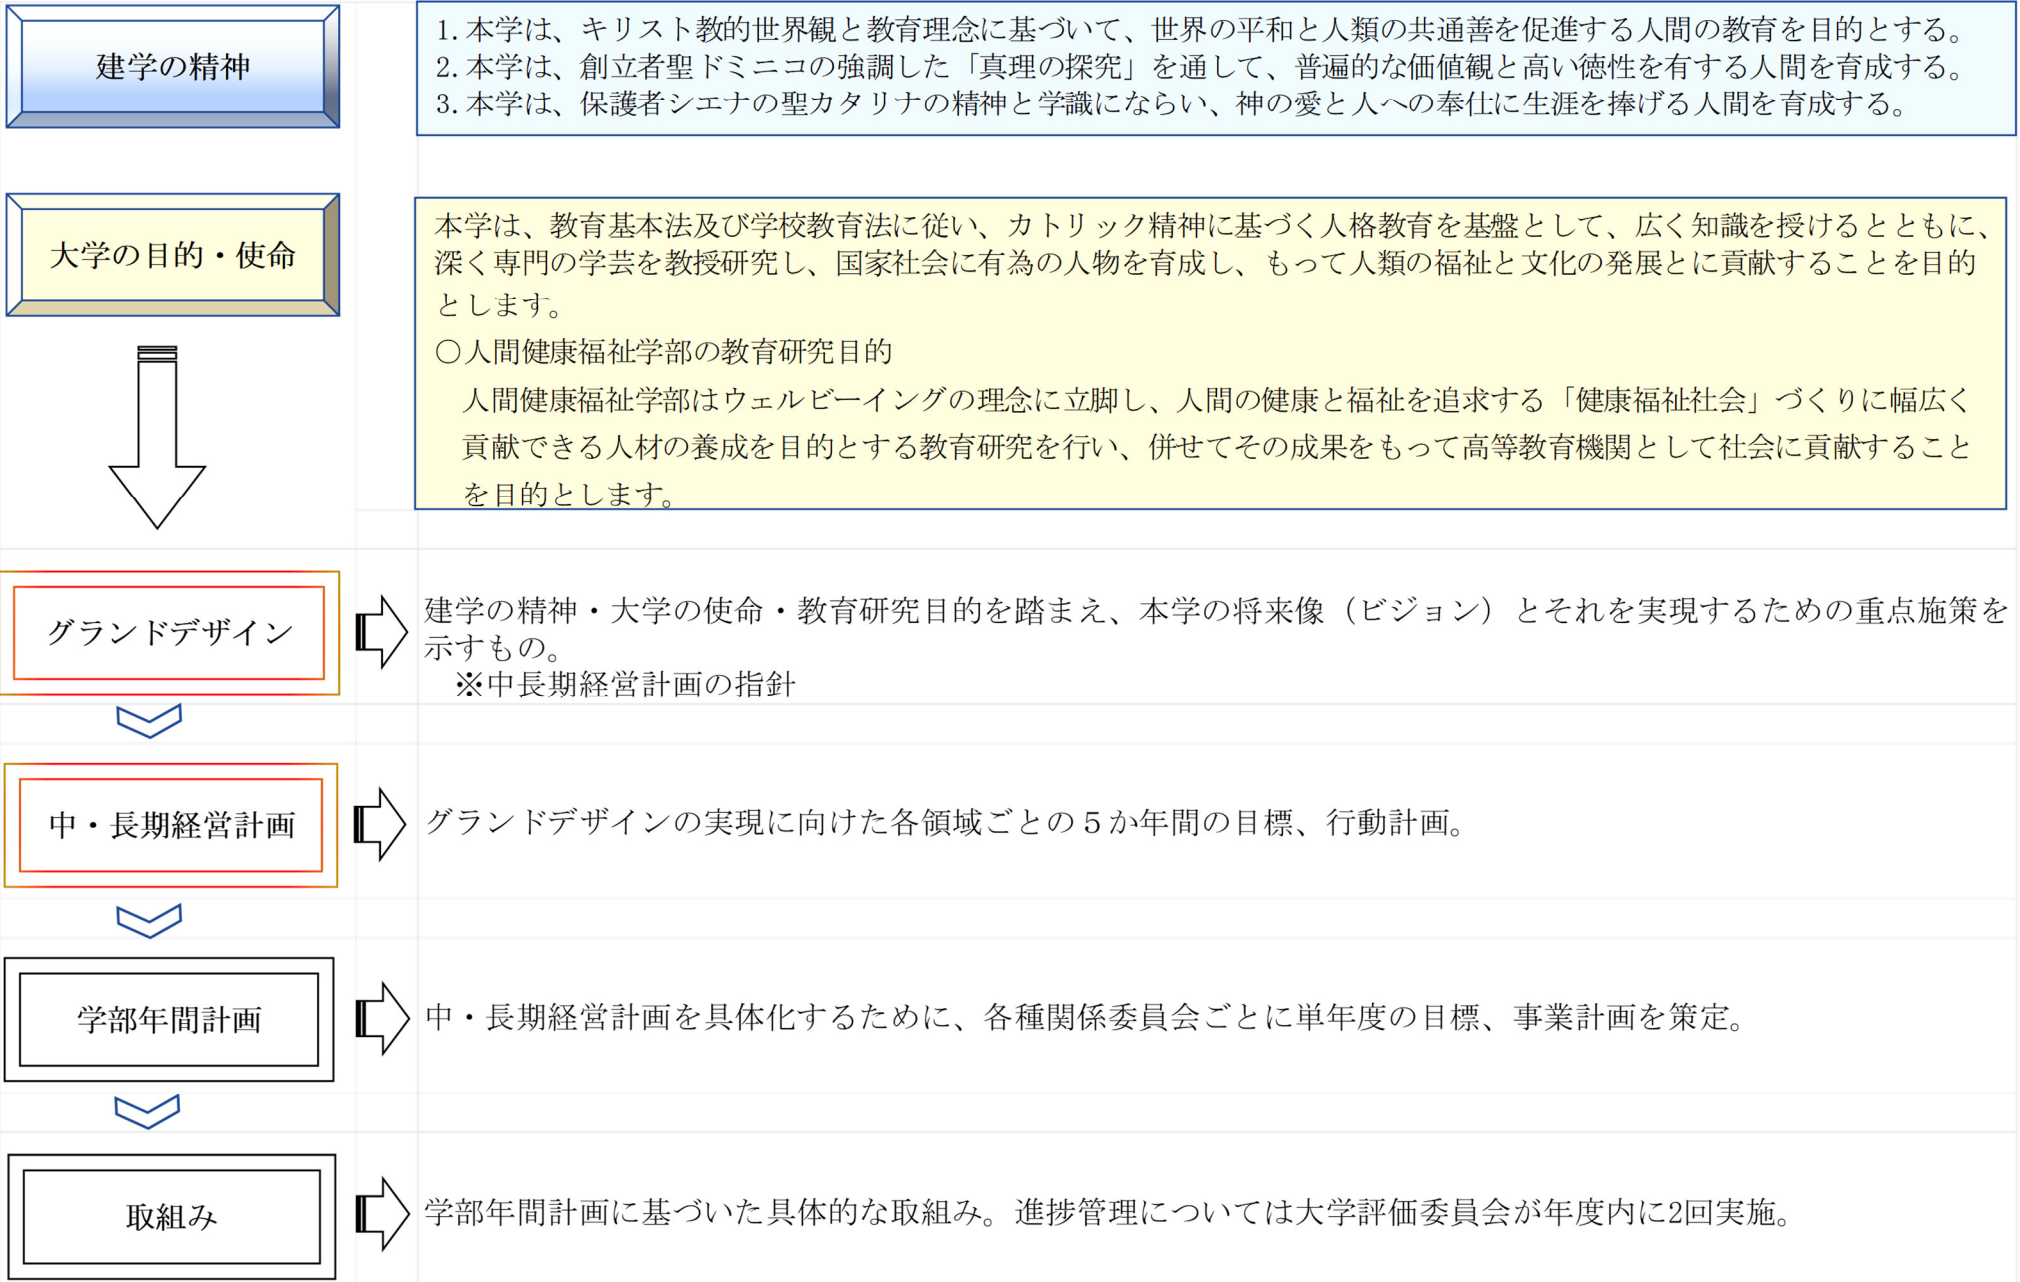 建学の精神
1. 本学は、キリスト教的世界観と教育理念に基づいて、世界の平和と人類の共通善を促進する人間の教育を目的とする。
2. 本学は、創立者聖ドミニコの強調した「真理の探究」を通して、普遍的な価値観と高い徳性を有する人間を育成する。
3. 本学は、保護者シエナの聖カタリナの精神と学識にならい、神の愛と人への奉仕に生涯を捧げる人間を育成する。
大学の目的・使命
本学は、教育基本法及び学校教育法に従い、カトリック精神に基づく人格教育を基盤として、広く知識を授けるとともに、
深く専門の学芸を教授研究し、国家社会に有為の人物を育成し、もって人類の福祉と文化の発展とに貢献することを目的
とします。
〇人間健康福祉学部の教育研究目的
人間健康福祉学部はウェルビーイングの理念に立脚し、人間の健康と福祉を追求する「健康福祉社会」づくりに幅広く
貢献できる人材の養成を目的とする教育研究を行い、併せてその成果をもって高等教育機関として社会に貢献すること
を目的とします。
グランドデザイン
建学の精神・大学の使命・教育研究目的を踏まえ、本学の将来像（ビジョン）とそれを実現するための重点施策を
示すもの。
※中長期経営計画の指針
中・長期経営計画
グランドデザインの実現に向けた各領域ごとの５か年間の目標、行動計画。
学部年間計画
中・長期経営計画を具体化するために、各種関係委員会ごとに単年度の目標、事業計画を策定。
取組み
学部年間計画に基づいた具体的な取組み。進捗管理については大学評価委員会が年度内に2回実施。